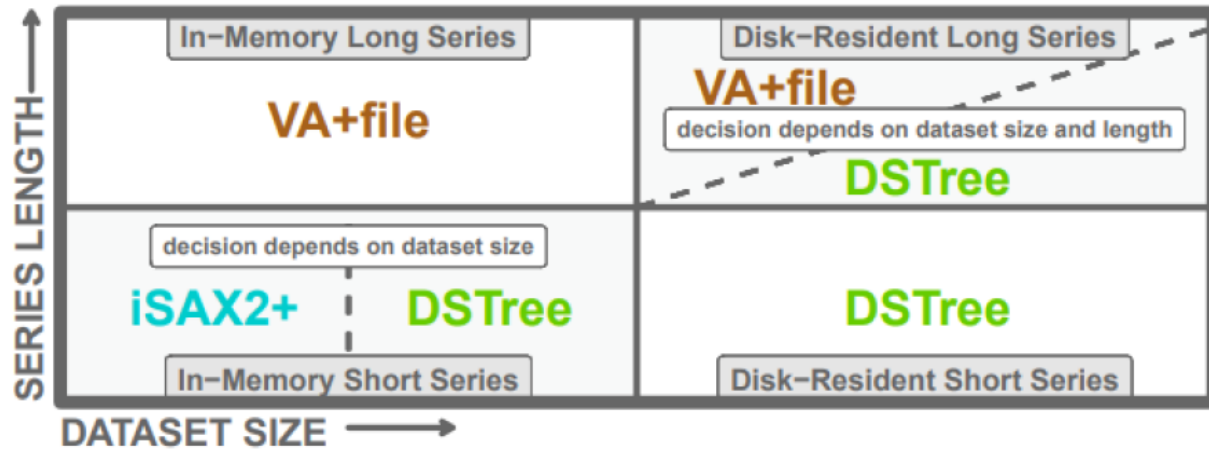 In-Memory Long Series
Disk-Resident Long Series
VA+file
VA+file
decision depends on dataset size and length
DSTree
decision depends on dataset size
iSAX2+
DSTree
DSTree
In-Memory Short Series
Disk-Resident Short Series
SERIES LENGTH
DATASET SIZE